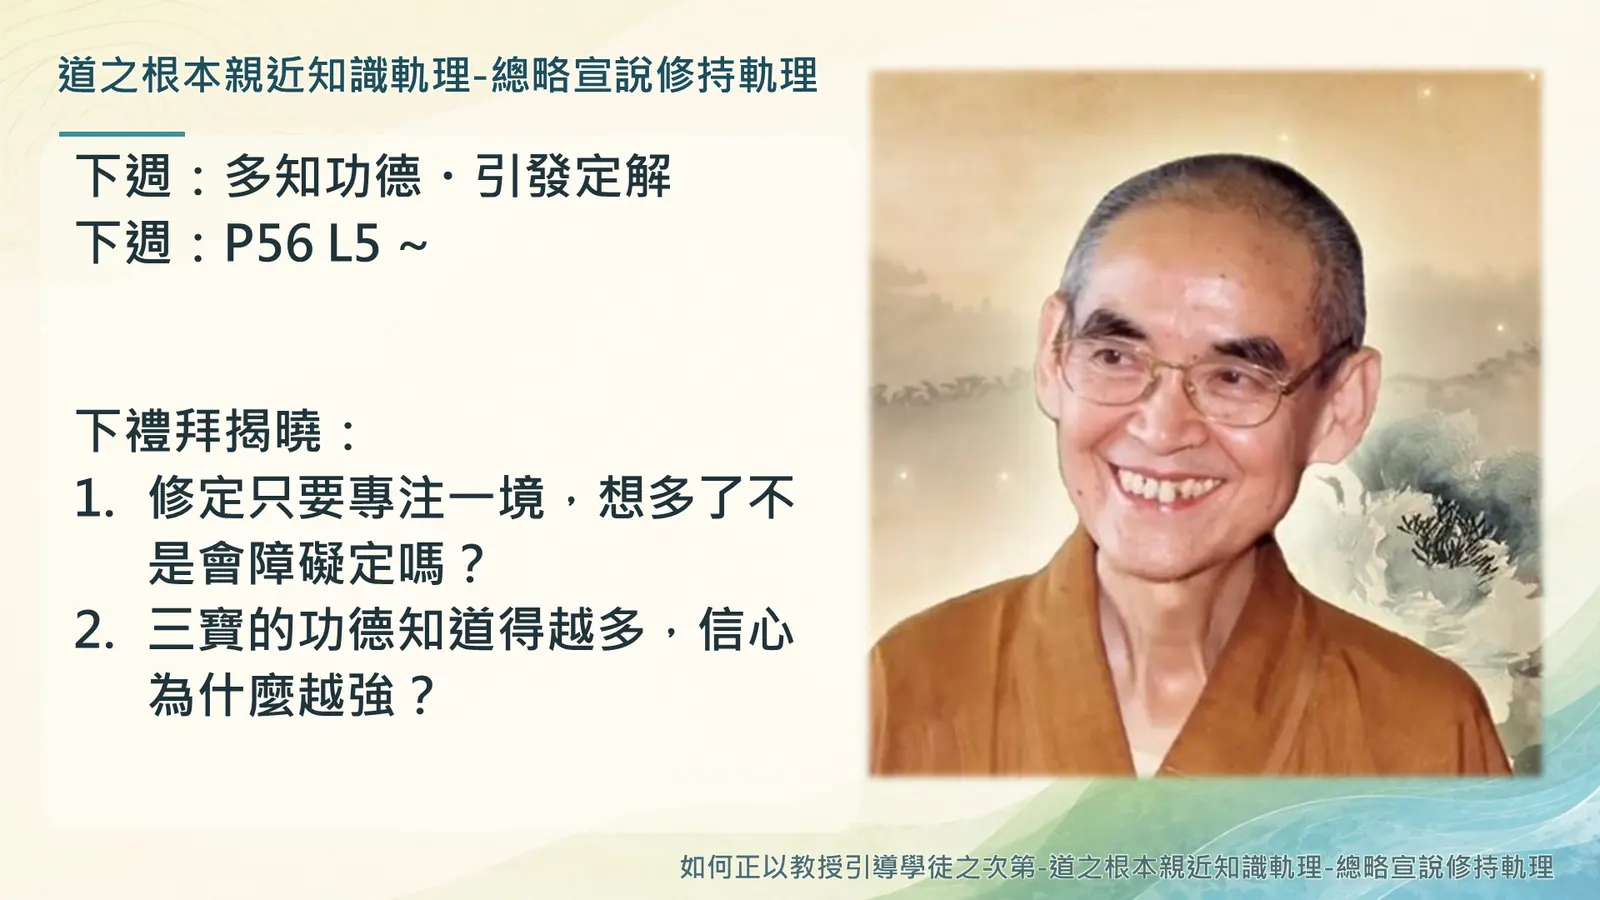 道之根本親近知識軌理-總略宣說修持軌理
下週：多知功德．引發定解
下週：P56 L5 ~
下禮拜揭曉：
1. 修定只要專注一境，想多了不
是會障礙定嗎？
2. 三寶的功德知道得越多，信心
為什麼越強？
如何正以教授引導學徒之次第-道之根本親近知識軌理-總略宣說修持軌理